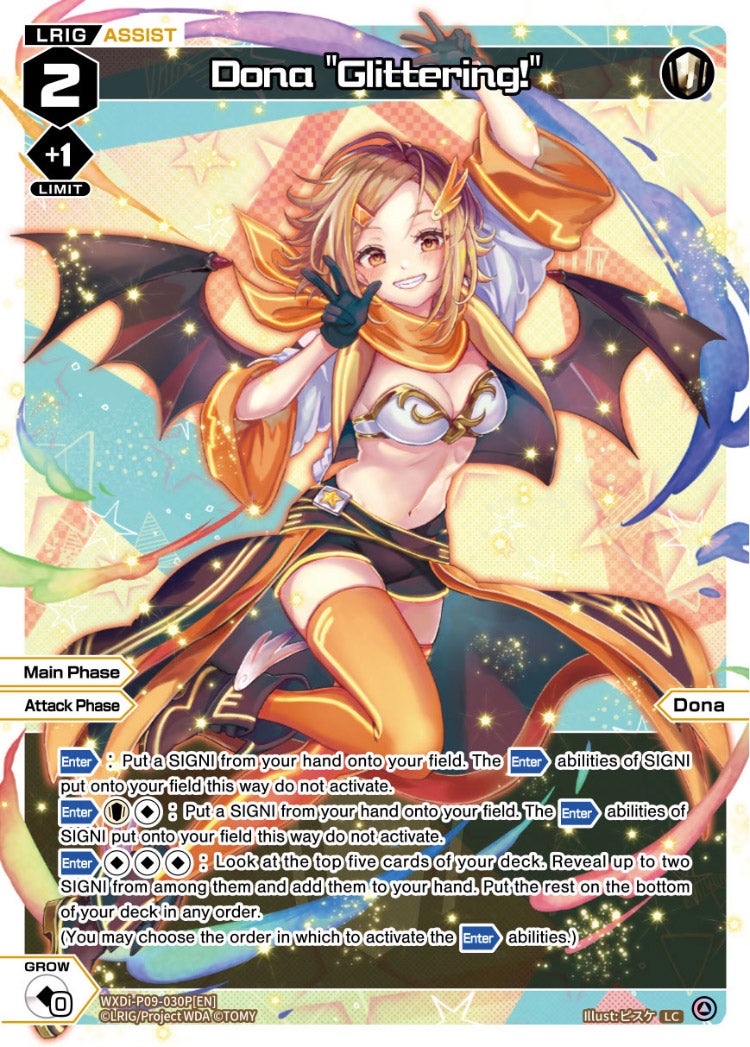 LRIG ASSIST
2
Dona "Glittering!"
+1
LIMIT
Main Phase
Attack Phase
Dona
Enter : Put a SIGNI from your hand onto your field. The Enter abilities of SIGNI
put onto your field this way do not activate.
Enter : Put a SIGNI from your hand onto your field. The Enter abilities of
SIGNI put onto your field this way do not activate.
Enter : Look at the top five cards of your deck. Reveal up to two
SIGNI from among them and add them to your hand. Put the rest on the bottom
of your deck in any order.
(You may choose the order in which to activate the Enter abilities.)
GROW
0
WXDi-P09-030P[EN]
©LRIG/Project WDA ©TOMY
Illust:ピスケ LC